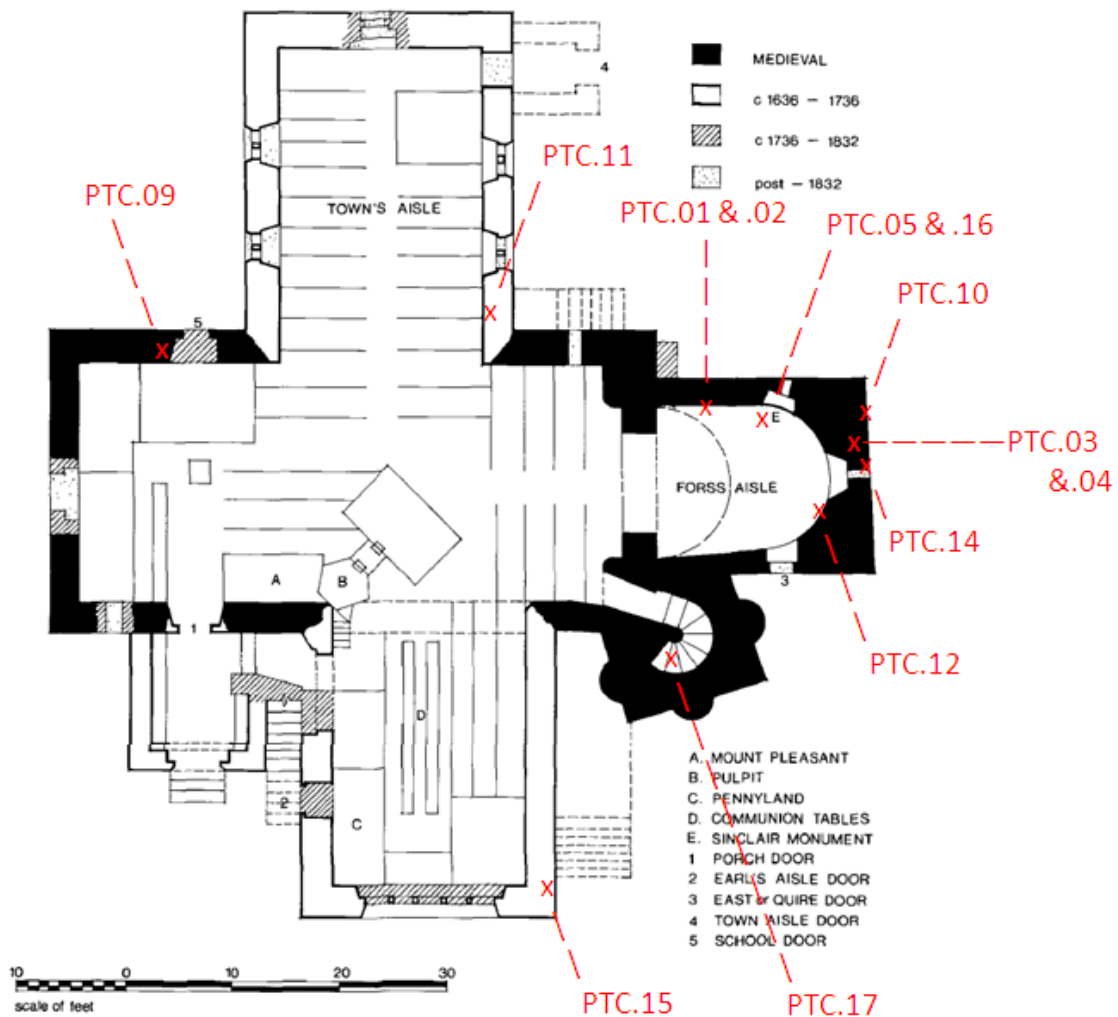 4
MEDIEVAL
c 1636 – 1736
c 1736 – 1832
post – 1832
PTC.11
PTC.09
TOWN'S AISLE
PTC.01 & .02
PTC.05 & .16
PTC.10
5
X
X
X
X
X
E
X
X
PTC.03
& .04
FORSS AISLE
X
PTC.14
A
B
3
1
X
PTC.12
D
2
C
A. MOUNT PLEASANT
B. PULPIT
C. PENNYLAND
D. COMMUNION TABLES
E. SINCLAIR MONUMENT
1 PORCH DOOR
2 EARL'S AISLE DOOR
3 EAST or QUIRE DOOR
4 TOWN AISLE DOOR
5 SCHOOL DOOR
X
10 0 10 20 30
scale of feet
PTC.15
PTC.17